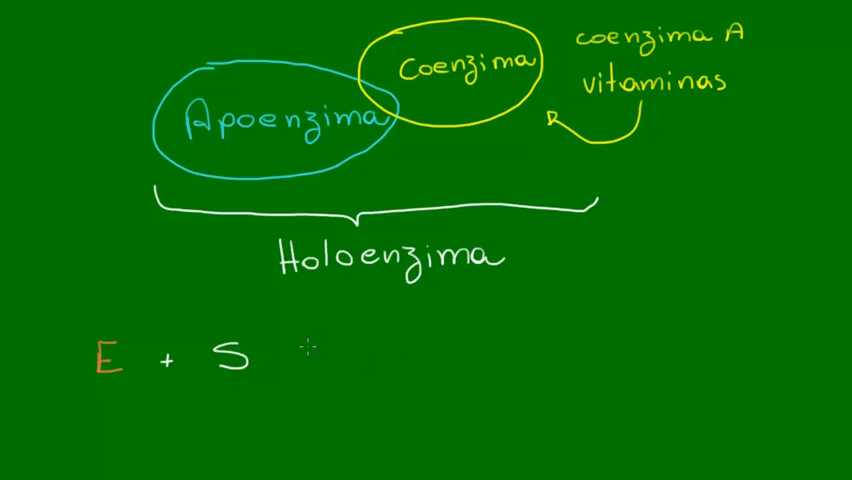 coenzima A
Coenzima
vitaminas
Apoenzima
Holoenzima
E + S